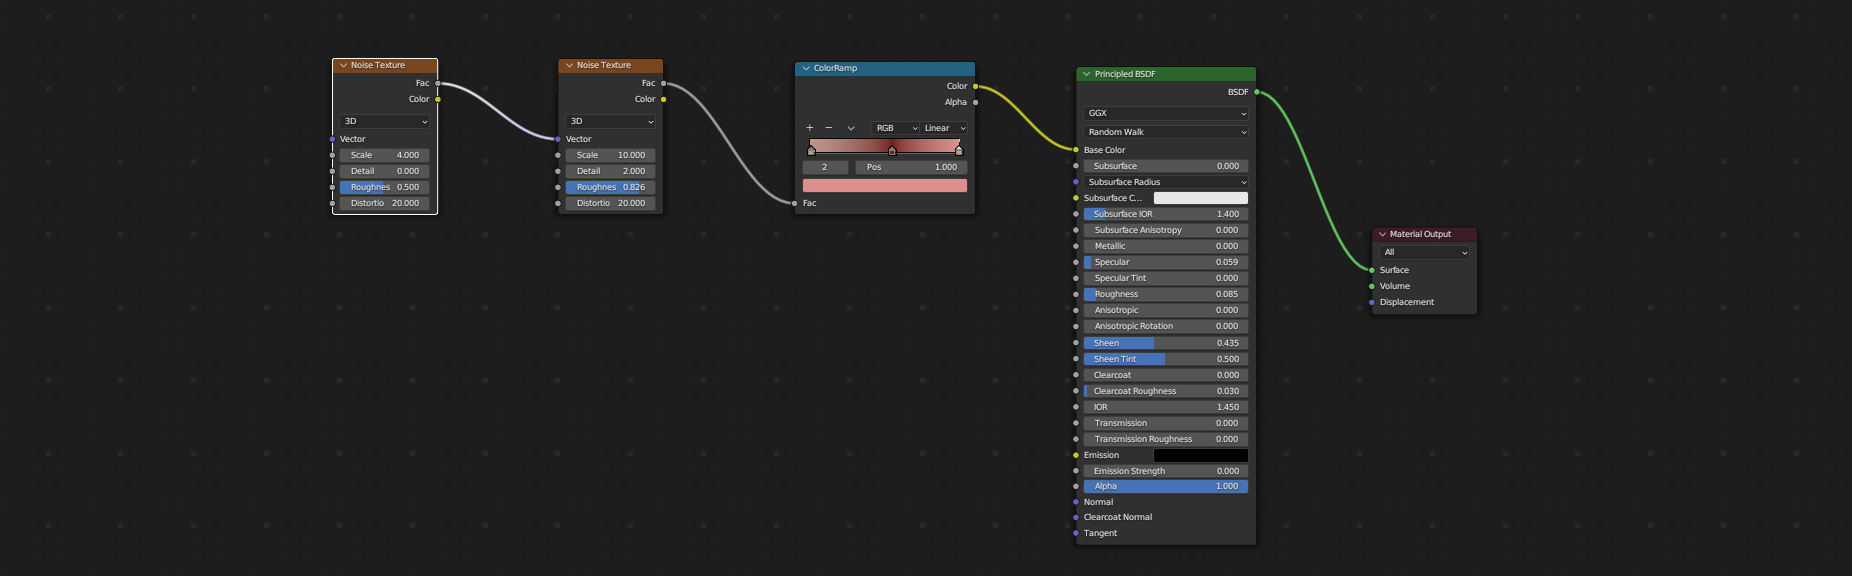 Noise Texture
Fac
Color
3D
Vector
Scale 4.000
Detail 0.000
Roughnes 0.500
Distortio 20.000
Noise Texture
Fac
Color
3D
Vector
Scale 10.000
Detail 2.000
Roughnes 0.826
Distortio 20.000
ColorRamp
Color
Alpha
+ − RGB Linear
2 Pos 1.000
Fac
Principled BSDF
BSDF
GGX
Random Walk
Base Color
Subsurface 0.000
Subsurface Radius
Subsurface C...
Subsurface IOR 1.400
Subsurface Anisotropy 0.000
Metallic 0.000
Specular 0.059
Specular Tint 0.000
Roughness 0.085
Anisotropic 0.000
Anisotropic Rotation 0.000
Sheen 0.435
Sheen Tint 0.500
Clearcoat 0.000
Clearcoat Roughness 0.030
IOR 1.450
Transmission 0.000
Transmission Roughness 0.000
Emission
Emission Strength 0.000
Alpha 1.000
Normal
Clearcoat Normal
Tangent
Material Output
All
Surface
Volume
Displacement